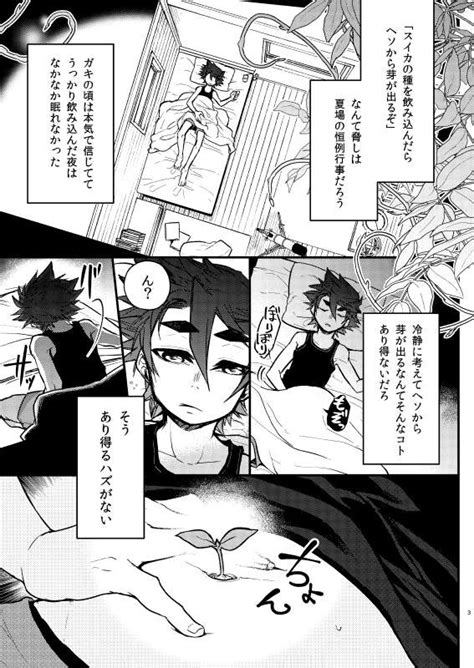 「スイカの種を飲み込んだら
ヘソから芽が出るぞ」
なんて脅しは
夏場の恒例行事だろう
ガキの頃は本気で信じてて
うっかり飲み込んだ夜は
なかなか眠れなかった
冷静に考えてヘソから
芽が出るなんてそんなコト
あり得ないだろ
ぽりぽり
ん?
そう
あり得るハズがない
ちょん
3